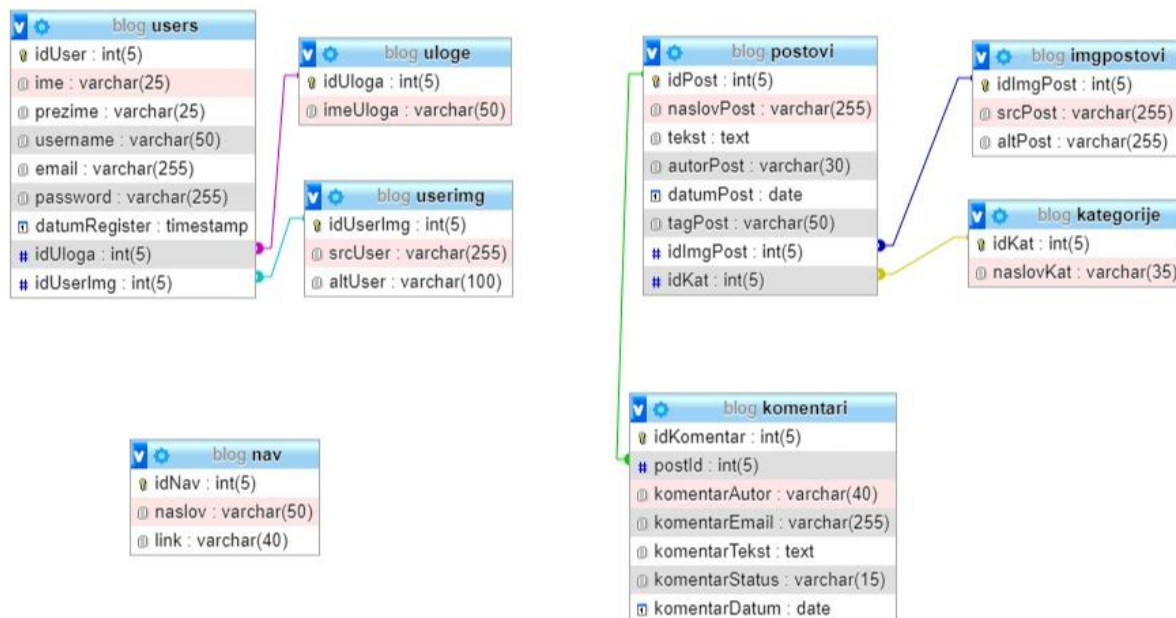 blog users
idUser : int(5)
ime : varchar(25)
prezime : varchar(25)
username : varchar(50)
email : varchar(255)
password : varchar(255)
datumRegister : timestamp
# idUloga : int(5)
# idUserImg : int(5)
blog uloge
idUloga : int(5)
imeUloga : varchar(50)
blog userimg
idUserImg : int(5)
srcUser : varchar(255)
altUser : varchar(100)
blog postovi
idPost : int(5)
naslovPost : varchar(255)
tekst : text
autorPost : varchar(30)
datumPost : date
tagPost : varchar(50)
# idImgPost : int(5)
# idKat : int(5)
blog imgpostovi
idImgPost : int(5)
srcPost : varchar(255)
altPost : varchar(255)
blog kategorije
idKat : int(5)
naslovKat : varchar(35)
blog nav
idNav : int(5)
naslov : varchar(50)
link : varchar(40)
blog komentari
idKomentar : int(5)
# postId : int(5)
komentarAutor : varchar(40)
komentarEmail : varchar(255)
komentarTekst : text
komentarStatus : varchar(15)
komentarDatum : date